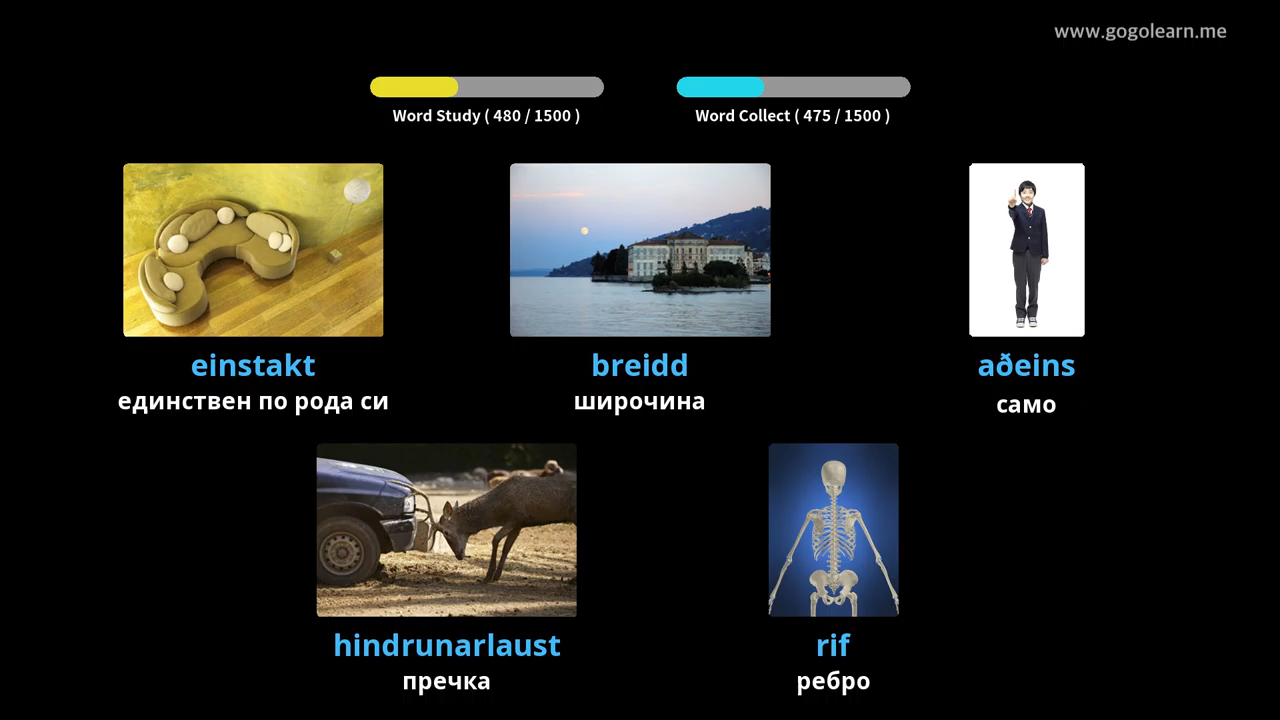 www.gogolearn.me
Word Study ( 480 / 1500 )
Word Collect ( 475 / 1500 )
einstakt
единствен по рода си
breidd
широчина
aðeins
само
hindrunarlaust
пречка
rif
ребро